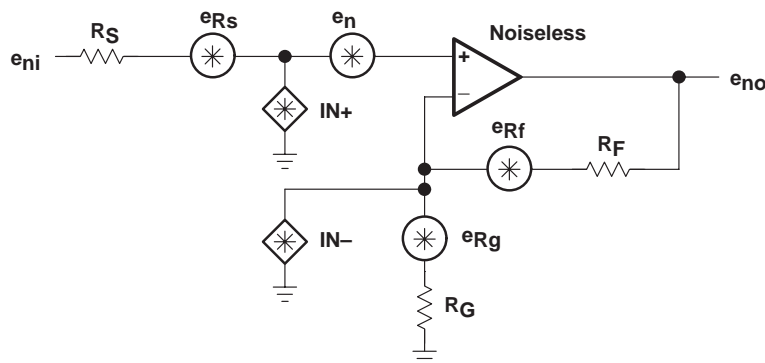 eRs
en
Noiseless
RS
eni
+
eno
IN+
–
eRf
RF
IN–
eRg
RG